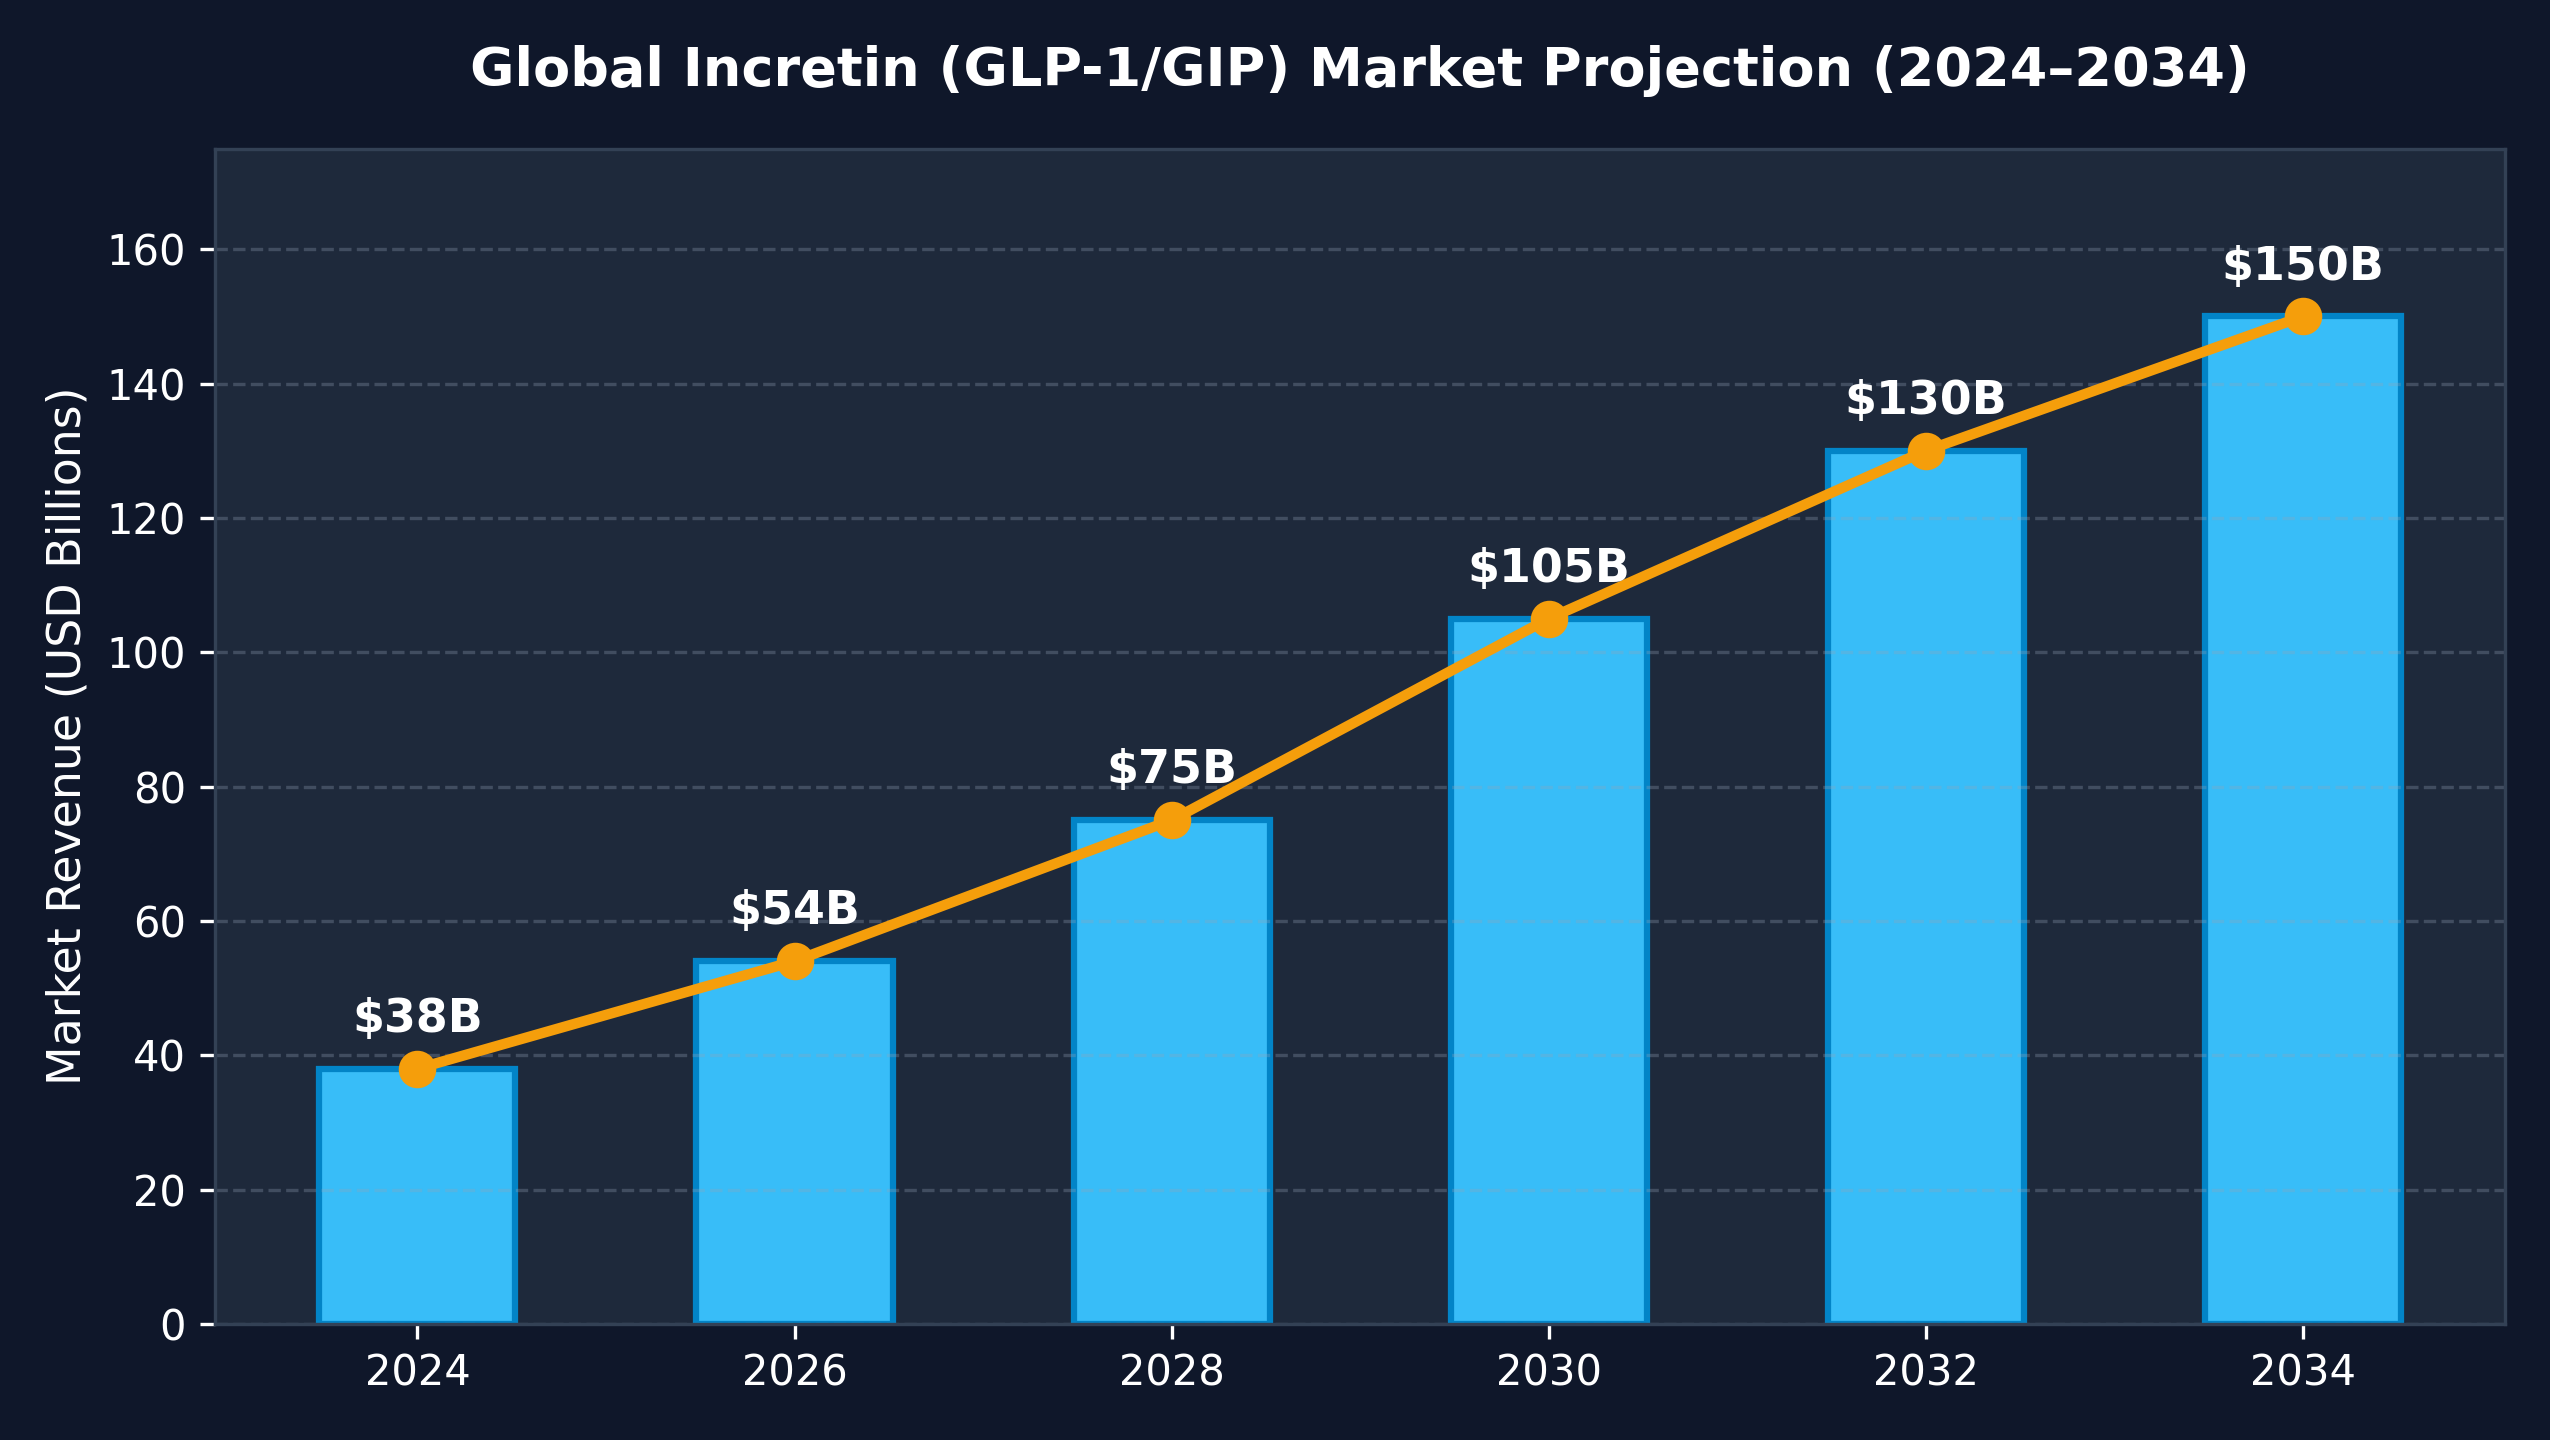 Global Incretin (GLP-1/GIP) Market Projection (2024–2034)
Market Revenue (USD Billions)
160
140
120
100
80
60
40
20
0
$38B
$54B
$75B
$105B
$130B
$150B
2024
2026
2028
2030
2032
2034